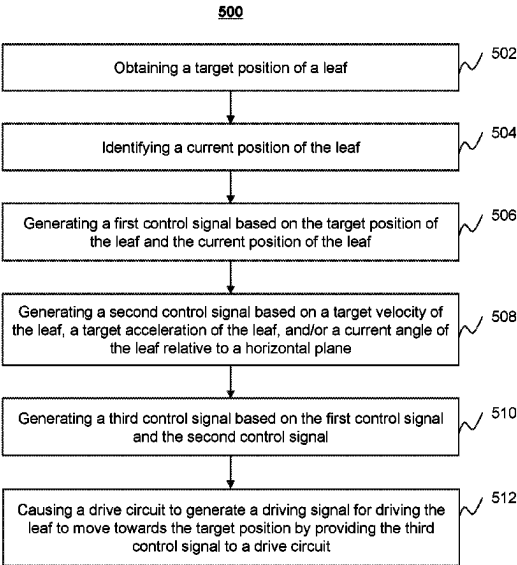 500
Obtaining a target position of a leaf
502
Identifying a current position of the leaf
504
Generating a first control signal based on the target position of
the leaf and the current position of the leaf
506
Generating a second control signal based on a target velocity of
the leaf, a target acceleration of the leaf, and/or a current angle of
the leaf relative to a horizontal plane
508
Generating a third control signal based on the first control signal
and the second control signal
510
Causing a drive circuit to generate a driving signal for driving the
leaf to move towards the target position by providing the third
control signal to a drive circuit
512